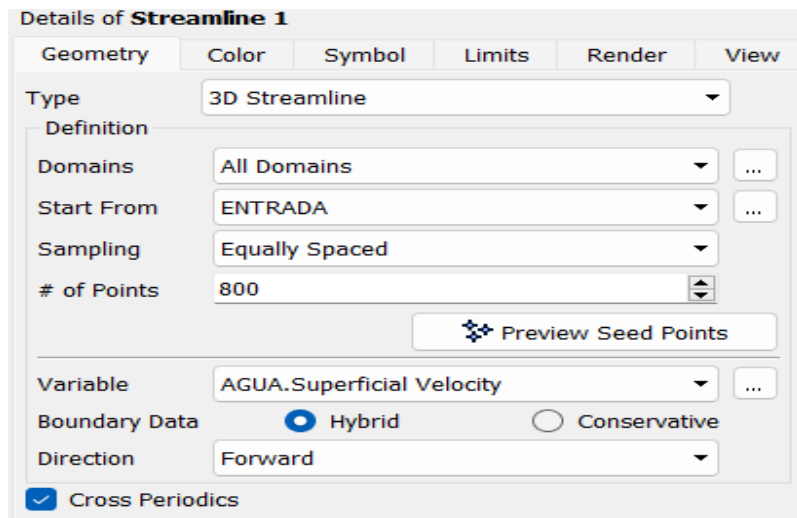 Details of Streamline 1
Geometry Color Symbol Limits Render View
Type 3D Streamline
Definition
Domains All Domains ...
Start From ENTRADA ...
Sampling Equally Spaced
# of Points 800
Preview Seed Points
Variable AGUA.Superficial Velocity ...
Boundary Data Hybrid Conservative
Direction Forward
Cross Periodics